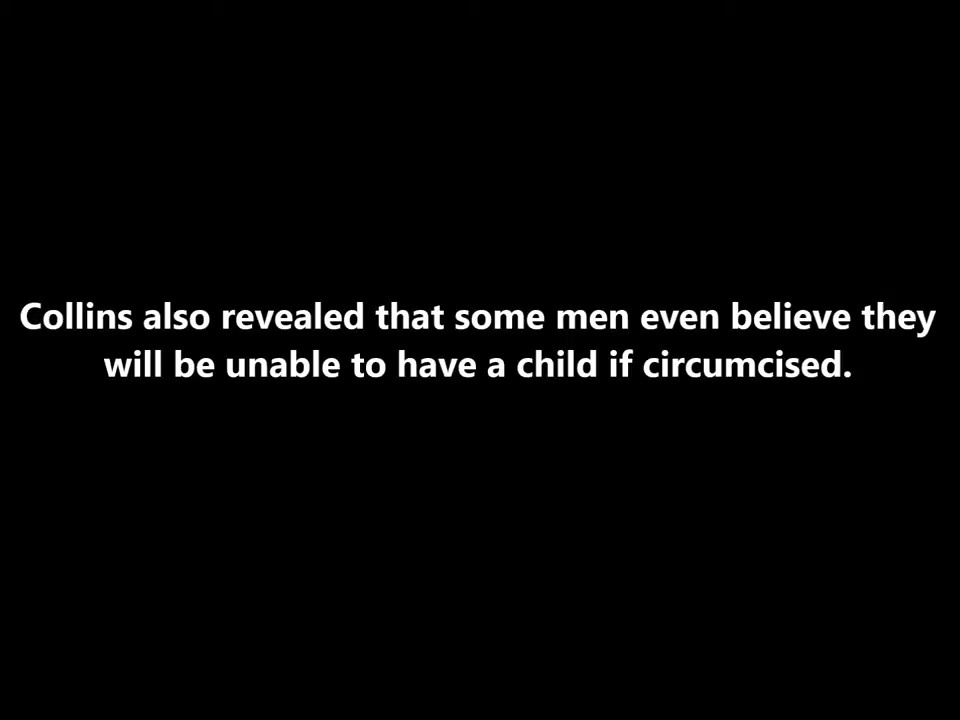 Collins also revealed that some men even believe they
will be unable to have a child if circumcised.